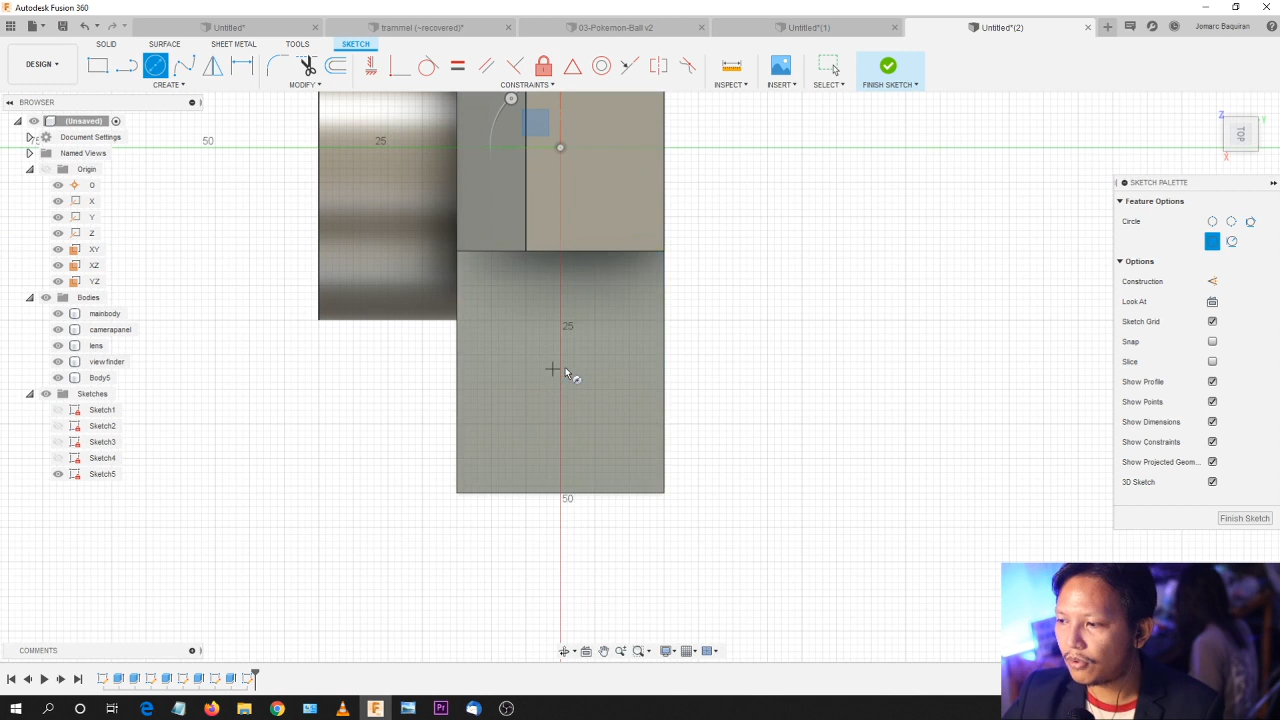 Autodesk Fusion 360
Untitled*
trammel (~recovered)*
03-Pokemon-Ball v2
Untitled*(1)
Untitled*(2)
Jomarc Baquiran
SOLID
SURFACE
SHEET METAL
TOOLS
SKETCH
DESIGN
CREATE
MODIFY
CONSTRAINTS
INSPECT
INSERT
SELECT
FINISH SKETCH
BROWSER
(Unsaved)
Document Settings
Named Views
Origin
O
X
Y
Z
XY
XZ
YZ
Bodies
mainbody
camerapanel
lens
viewfinder
Body5
Sketches
Sketch1
Sketch2
Sketch3
Sketch4
Sketch5
75
50
25
25
50
Z
Y
TOP
X
SKETCH PALETTE
Feature Options
Circle
Options
Construction
Look At
Sketch Grid
Snap
Slice
Show Profile
Show Points
Show Dimensions
Show Constraints
Show Projected Geom...
3D Sketch
Finish Sketch
COMMENTS